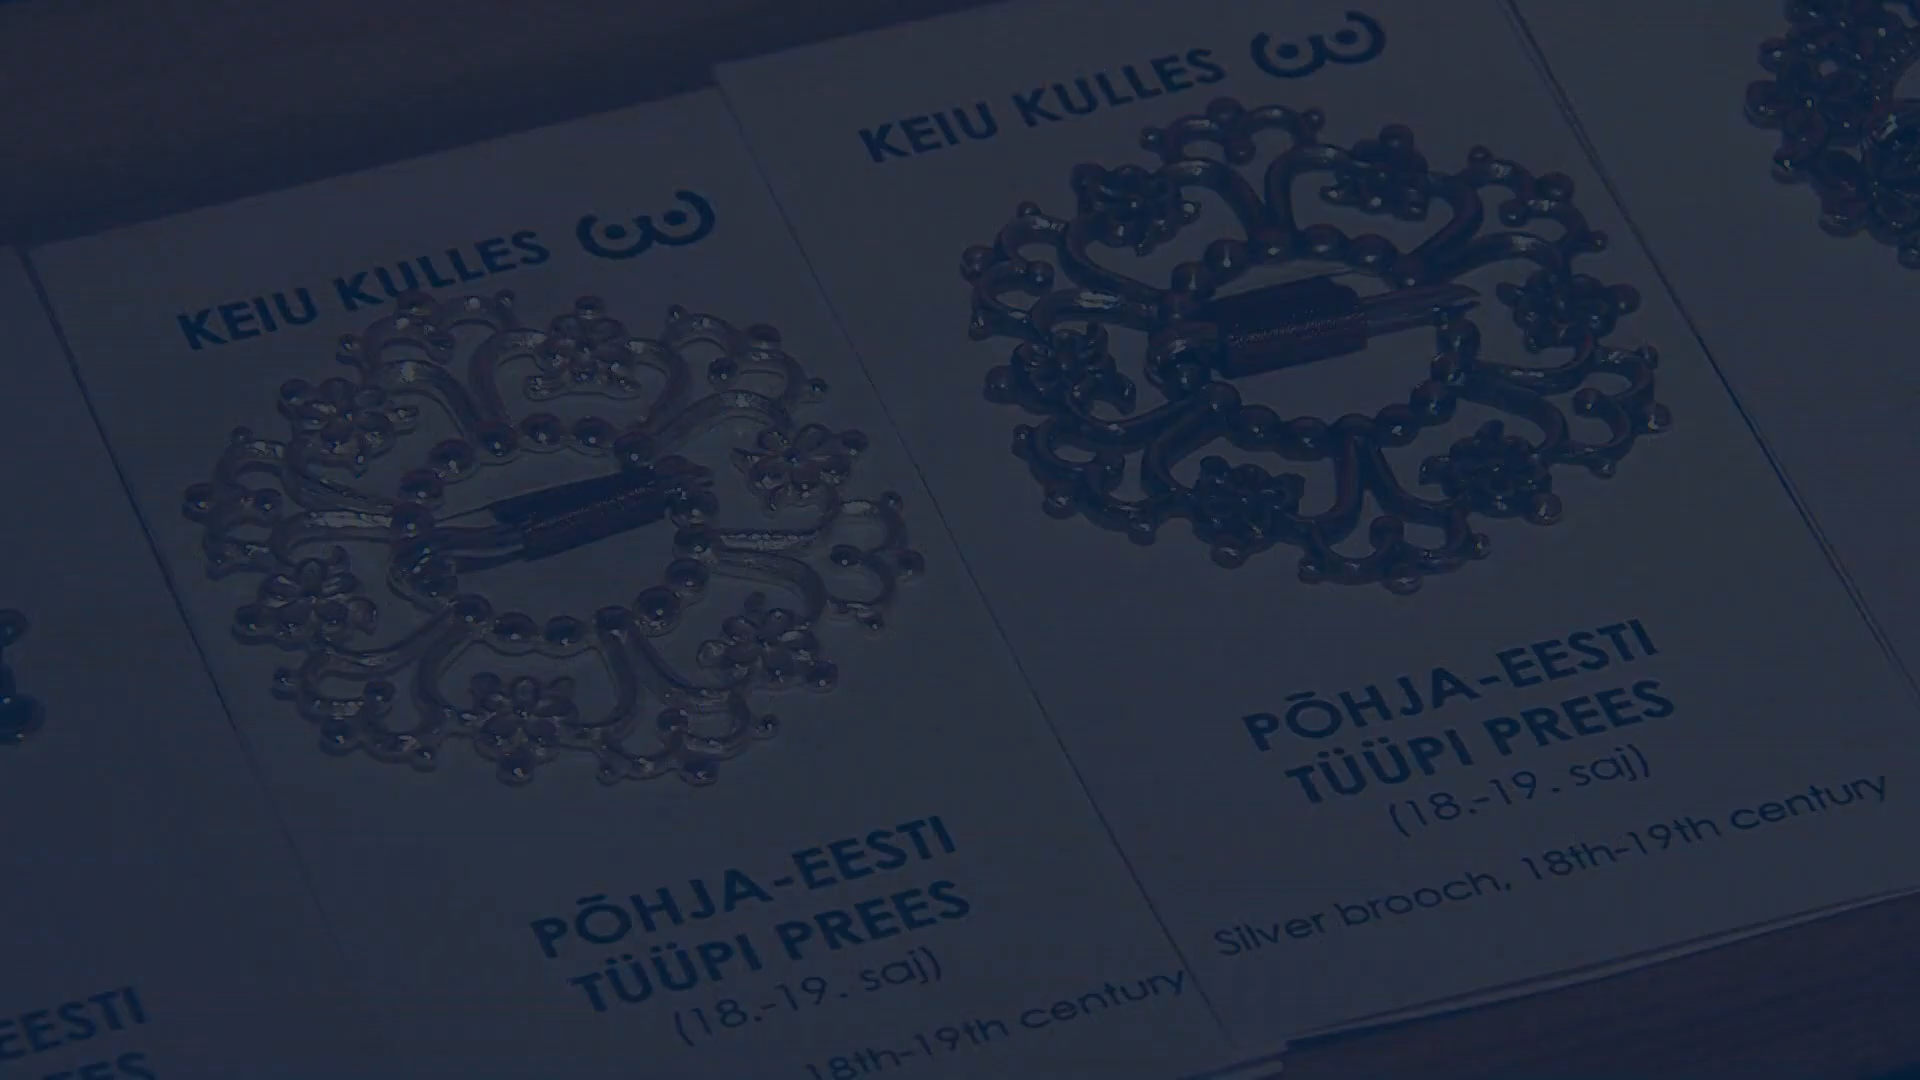 KEIU KULLES
PÕHJA-EESTI
TÜÜPI PREES
(18.-19. saj)
18th-19th century
KEIU KULLES
PÕHJA-EESTI
TÜÜPI PREES
(18.-19. saj)
Silver brooch, 18th-19th century
EESTI